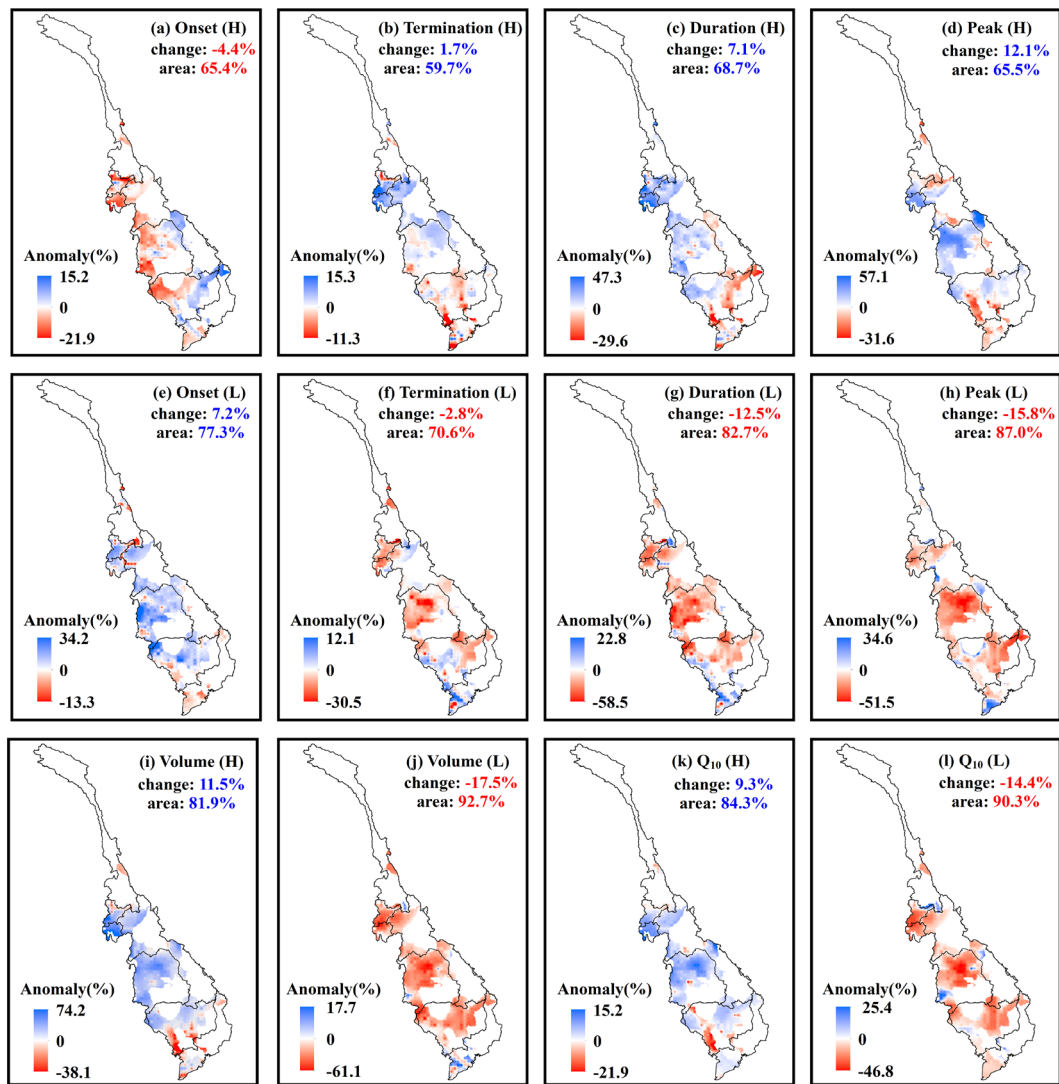 (a) Onset (H)
change: -4.4%
area: 65.4%
Anomaly(%)
15.2
0
-21.9
(b) Termination (H)
change: 1.7%
area: 59.7%
Anomaly(%)
15.3
0
-11.3
(c) Duration (H)
change: 7.1%
area: 68.7%
Anomaly(%)
47.3
0
-29.6
(d) Peak (H)
change: 12.1%
area: 65.5%
Anomaly(%)
57.1
0
-31.6
(e) Onset (L)
change: 7.2%
area: 77.3%
Anomaly(%)
34.2
0
-13.3
(f) Termination (L)
change: -2.8%
area: 70.6%
Anomaly(%)
12.1
0
-30.5
(g) Duration (L)
change: -12.5%
area: 82.7%
Anomaly(%)
22.8
0
-58.5
(h) Peak (L)
change: -15.8%
area: 87.0%
Anomaly(%)
34.6
0
-51.5
(i) Volume (H)
change: 11.5%
area: 81.9%
Anomaly(%)
74.2
0
-38.1
(j) Volume (L)
change: -17.5%
area: 92.7%
Anomaly(%)
17.7
0
-61.1
(k) Q₁₀ (H)
change: 9.3%
area: 84.3%
Anomaly(%)
15.2
0
-21.9
(l) Q₁₀ (L)
change: -14.4%
area: 90.3%
Anomaly(%)
25.4
0
-46.8